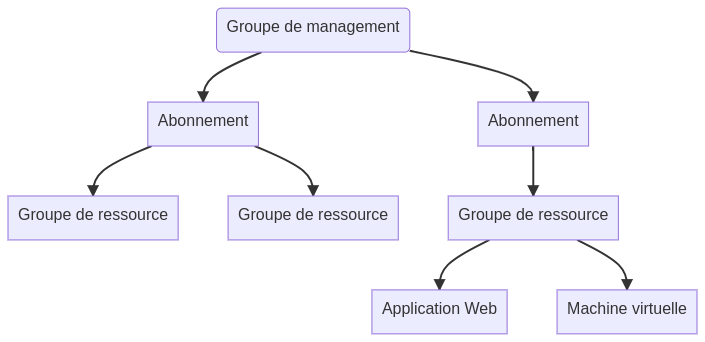 Groupe de management
Abonnement
Abonnement
Groupe de ressource
Groupe de ressource
Groupe de ressource
Application Web
Machine virtuelle